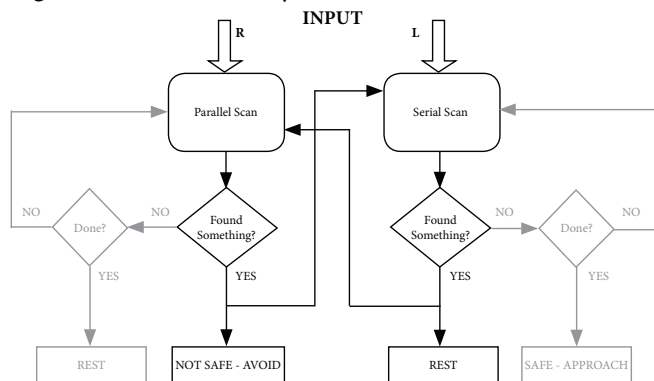 INPUT
R
L
Parallel Scan
Serial Scan
NO
Done?
NO
Found
Something?
Found
Something?
NO
Done?
NO
YES
YES
YES
YES
REST
NOT SAFE - AVOID
REST
SAFE - APPROACH